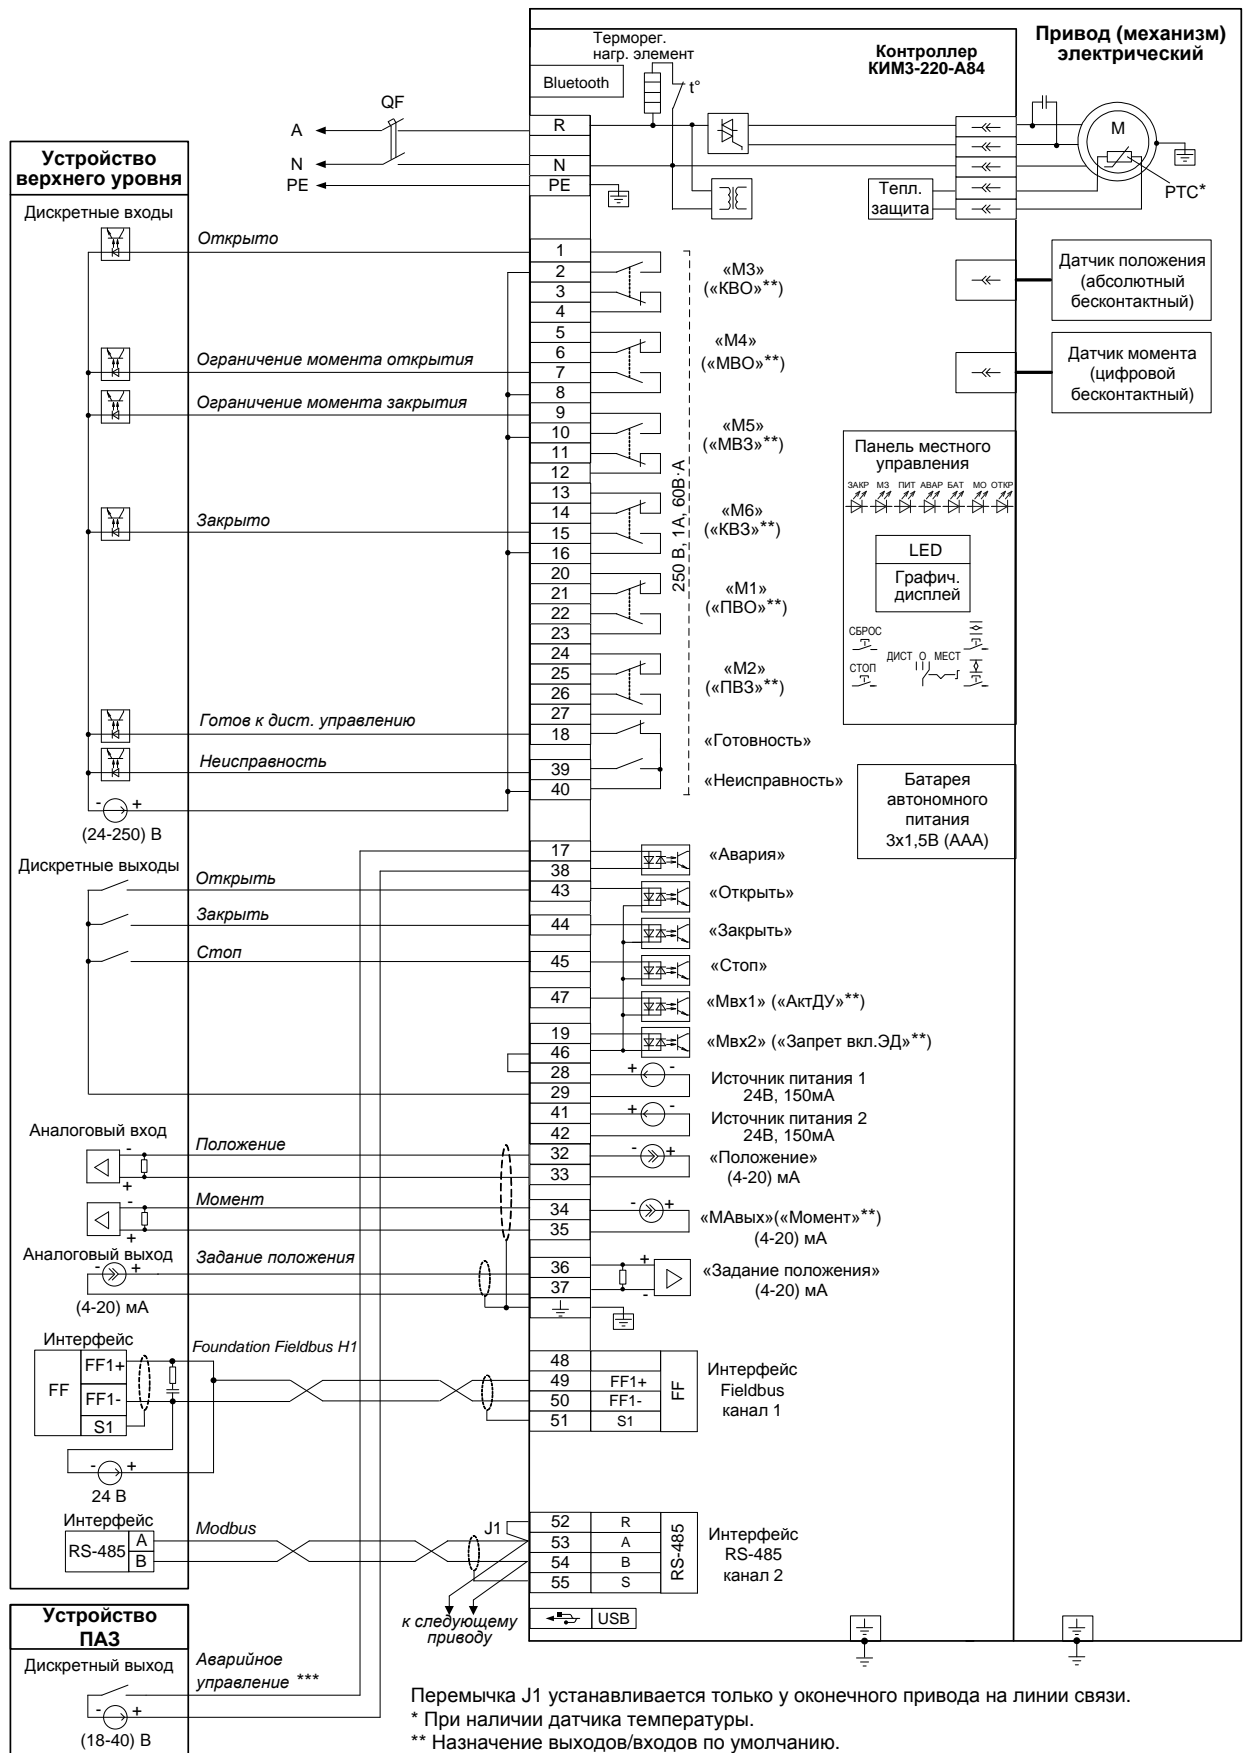 Привод (механизм)
электрический
Контроллер
КИМ3-220-А84
Терморег.
нагр. элемент
Bluetooth
t°
QF
A
N
PE
R
N
PE
M
PTC*
Тепл.
защита
Устройство
верхнего уровня
Дискретные входы
Открыто
Ограничение момента открытия
Ограничение момента закрытия
Закрыто
Готов к дист. управлению
Неисправность
- +
(24-250) В
1
2
3
4
5
6
7
8
9
10
11
12
13
14
15
16
20
21
22
23
24
25
26
27
18
39
40
«М3»
(«КВО»**)
«М4»
(«МВО»**)
«М5»
(«МВЗ»**)
«М6»
(«КВЗ»**)
«М1»
(«ПВО»**)
«М2»
(«ПВЗ»**)
«Готовность»
«Неисправность»
250 В, 1А, 60В·А
Датчик положения
(абсолютный
бесконтактный)
Датчик момента
(цифровой
бесконтактный)
Панель местного
управления
ЗАКР МЗ ПИТ АВАР БАТ МО ОТКР
LED
Графич.
дисплей
СБРОС
СТОП
ДИСТ О МЕСТ
Батарея
автономного
питания
3х1,5В (ААА)
Дискретные выходы
Открыть
Закрыть
Стоп
17
38
43
44
45
47
19
46
28
29
41
42
32
33
34
35
36
37
«Авария»
«Открыть»
«Закрыть»
«Стоп»
«Мвх1» («АктДУ»**)
«Мвх2» («Запрет вкл.ЭД»**)
+ -
Источник питания 1
24В, 150мА
+ -
Источник питания 2
24В, 150мА
- +
«Положение»
(4-20) мА
- +
«МАвых»(«Момент»**)
(4-20) мА
+
-
«Задание положения»
(4-20) мА
Аналоговый вход
Положение
-
+
Момент
-
+
Аналоговый выход
Задание положения
- +
(4-20) мА
Интерфейс
Foundation Fieldbus H1
FF
FF1+
FF1-
S1
- +
24 В
48
49 FF1+
50 FF1-
51 S1
FF
Интерфейс
Fieldbus
канал 1
Интерфейс
Modbus
RS-485
A
B
J1
52 R
53 A
54 B
55 S
RS-485
Интерфейс
RS-485
канал 2
USB
к следующему
приводу
Устройство
ПАЗ
Дискретный выход
Аварийное
управление ***
- +
(18-40) В
Перемычка J1 устанавливается только у оконечного привода на линии связи.
* При наличии датчика температуры.
** Назначение выходов/входов по умолчанию.